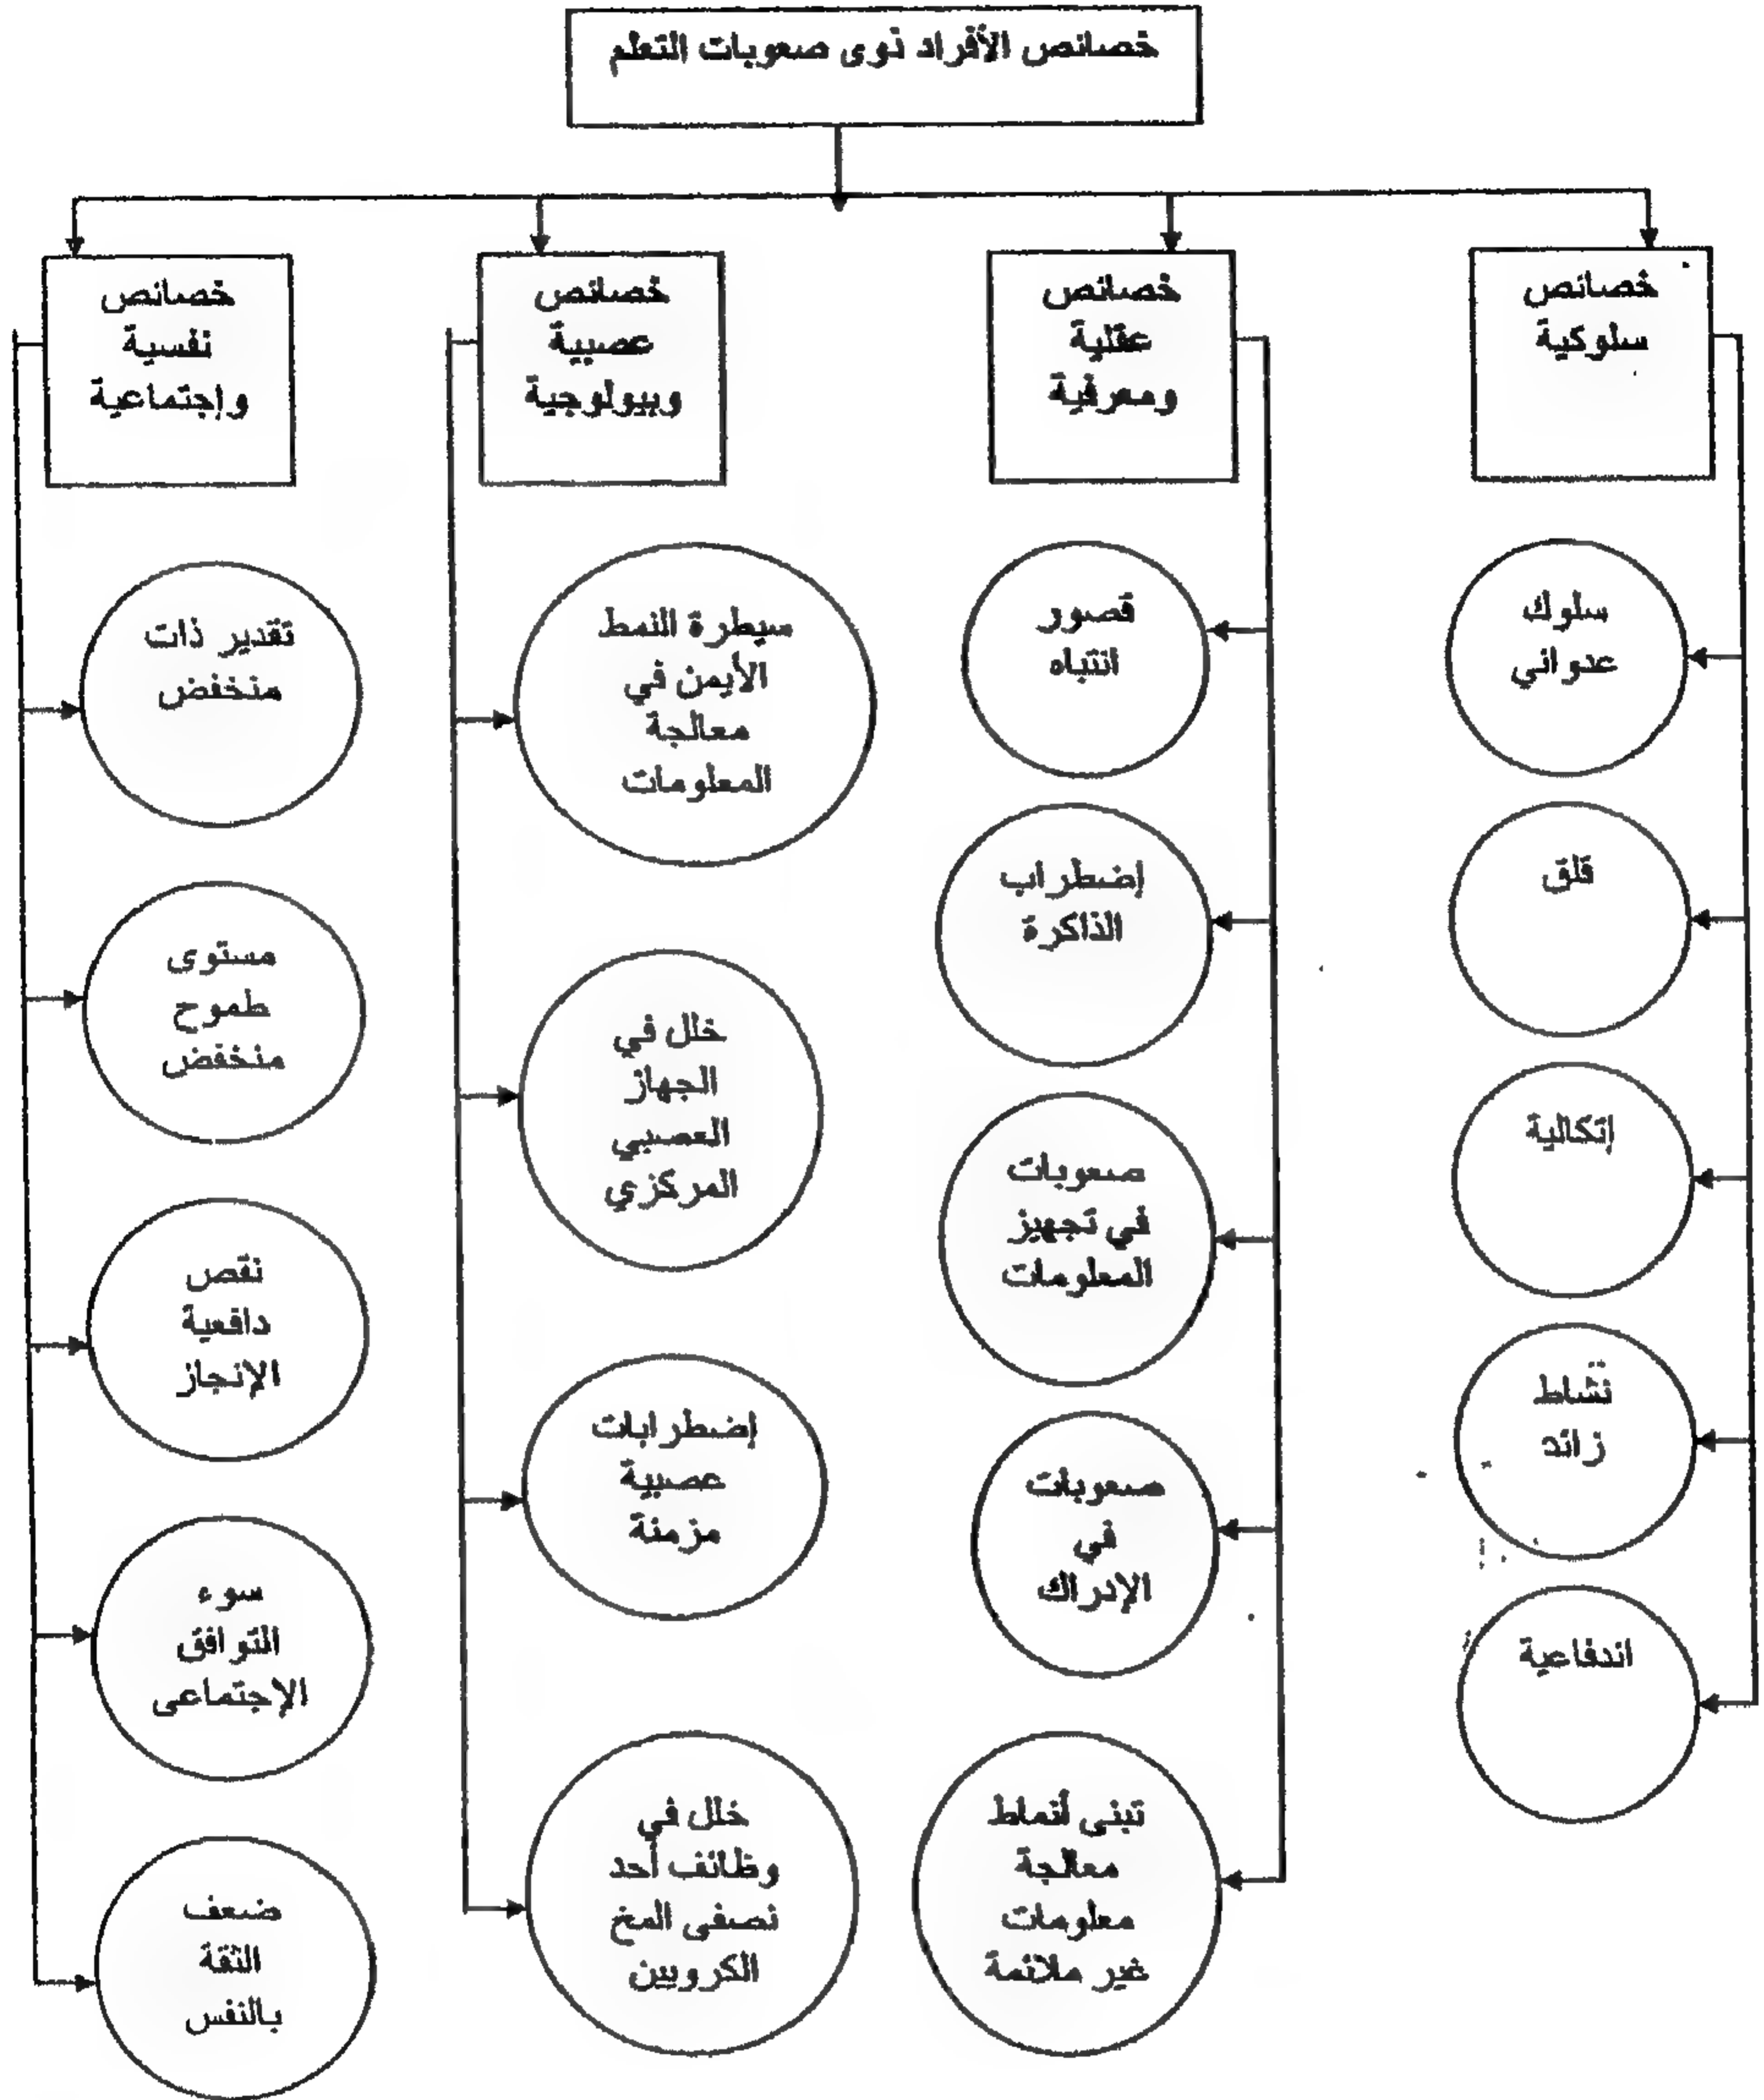 خصائص الأفراد ذوى صعوبات التعلم
خصائص
سلوكية
خصائص
عقلية
ومعرفية
خصائص
عصبية
وبيولوجية
خصائص
نفسية
وإجتماعية
سلوك
عدواني
قلق
إتكالية
نشاط
زائد
اندفاعية
قصور
انتباه
إضطراب
الذاكرة
صعوبات
في تجهيز
المعلومات
صعوبات
في
الإدراك
تبنى أنماط
معالجة
معلومات
غير ملائمة
سيطرة النمط
الأيمن في
معالجة
المعلومات
خلل في
الجهاز
العصبي
المركزي
إضطرابات
عصبية
مزمنة
خلل في
وظائف أحد
نصفى المخ
الكرويين
تقدير ذات
منخفض
مستوى
طموح
منخفض
نقص
دافعية
الإنجاز
سوء
التوافق
الإجتماعى
ضعف
الثقة
بالنفس